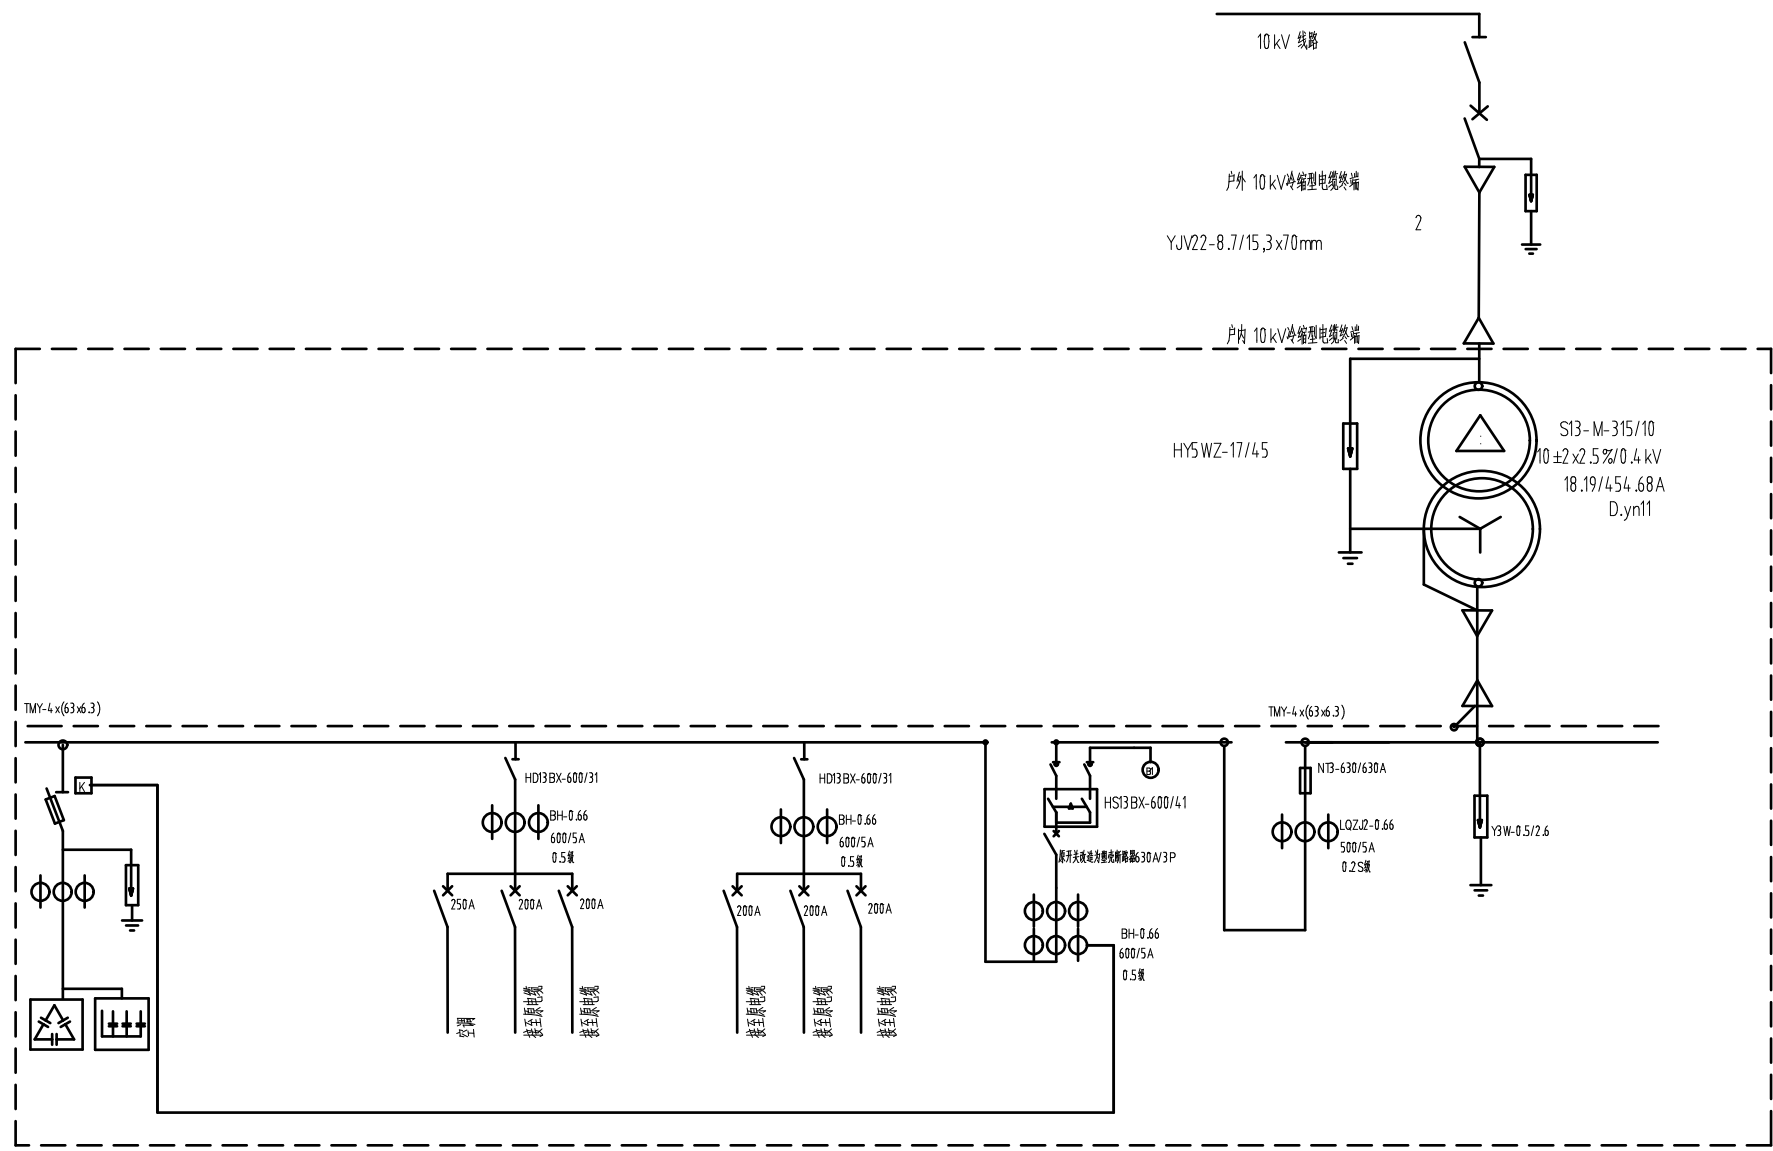 10kV 线路
户外 10kV冷缩型电缆终端
2
YJV22-8.7/15,3x70mm
户内 10kV冷缩型电缆终端
HY5WZ-17/45
S13-M-315/10
10±2x2.5%/0.4kV
18.19/454.68A
D.yn11
TMY-4x(63x6.3)
TMY-4x(63x6.3)
K
HD13BX-600/31
BH-0.66
600/5A
0.5级
250A
200A
200A
空调
接至原电缆
接至原电缆
HD13BX-600/31
BH-0.66
600/5A
0.5级
200A
200A
200A
接至原电缆
接至原电缆
接至原电缆
B1
HS13BX-600/41
原开关改造为塑壳断路器630A/3P
BH-0.66
600/5A
0.5级
NT3-630/630A
LQZJ2-0.66
500/5A
0.2S级
Y3W-0.5/2.6